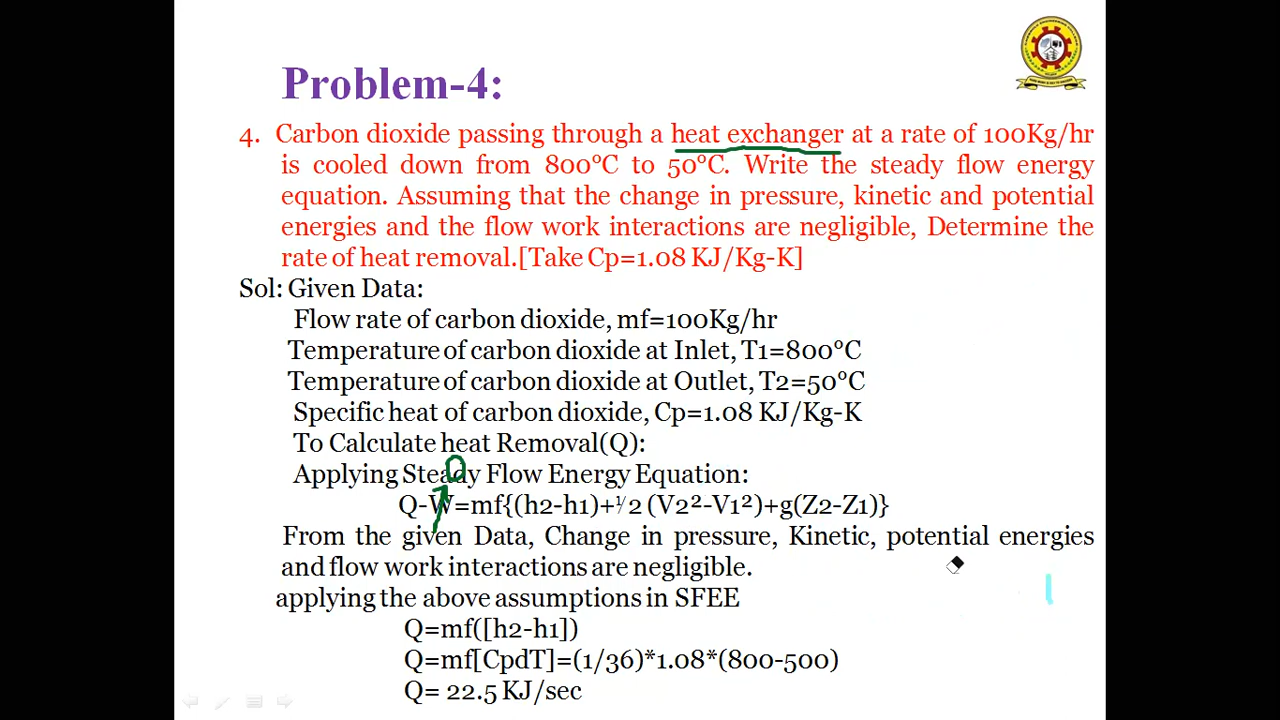 Problem-4:
4. Carbon dioxide passing through a heat exchanger at a rate of 100Kg/hr
is cooled down from 800°C to 50°C. Write the steady flow energy
equation. Assuming that the change in pressure, kinetic and potential
energies and the flow work interactions are negligible, Determine the
rate of heat removal.[Take Cp=1.08 KJ/Kg-K]
Sol: Given Data:
Flow rate of carbon dioxide, mf=100Kg/hr
Temperature of carbon dioxide at Inlet, T1=800°C
Temperature of carbon dioxide at Outlet, T2=50°C
Specific heat of carbon dioxide, Cp=1.08 KJ/Kg-K
To Calculate heat Removal(Q):
0
Applying Steady Flow Energy Equation:
Q-W=mf{(h2-h1)+½ (V2²-V1²)+g(Z2-Z1)}
From the given Data, Change in pressure, Kinetic, potential energies
and flow work interactions are negligible.
applying the above assumptions in SFEE
Q=mf([h2-h1])
Q=mf[CpdT]=(1/36)*1.08*(800-500)
Q= 22.5 KJ/sec